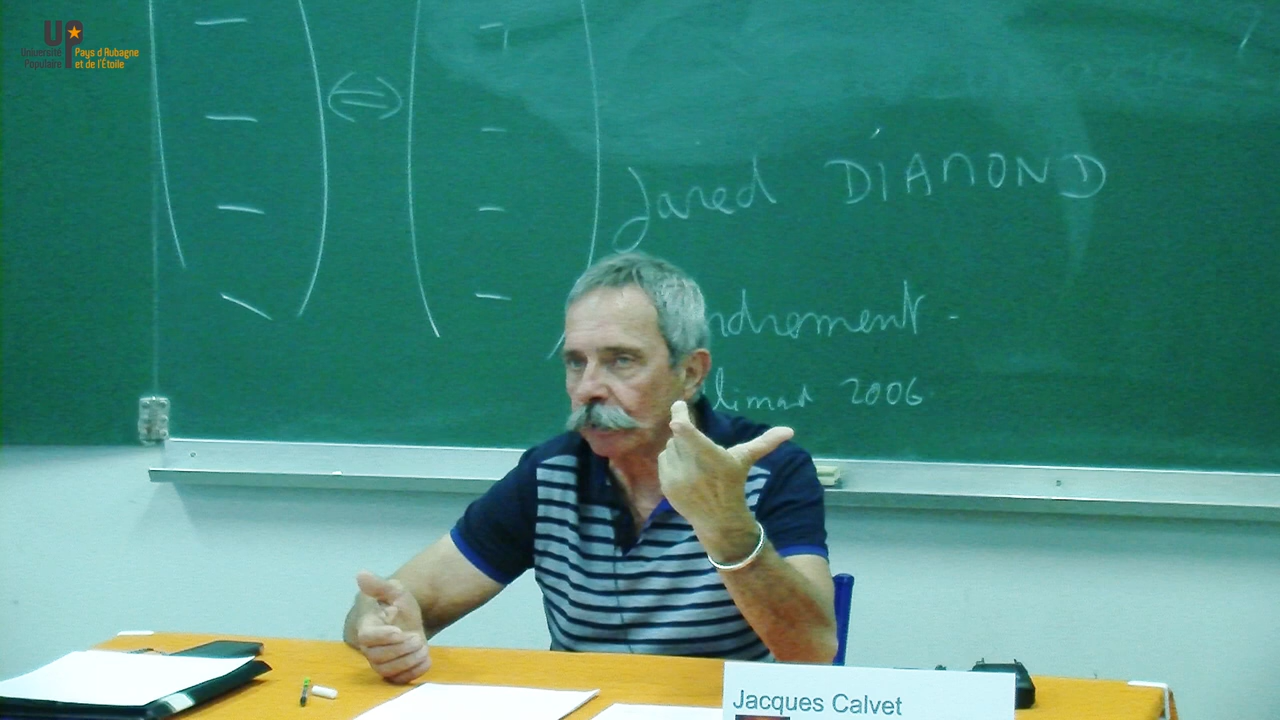 UP
Université
Populaire
Pays d'Aubagne
et de l'Étoile
Jared DIAMOND
ndrement -
limard 2006
Jacques Calvet